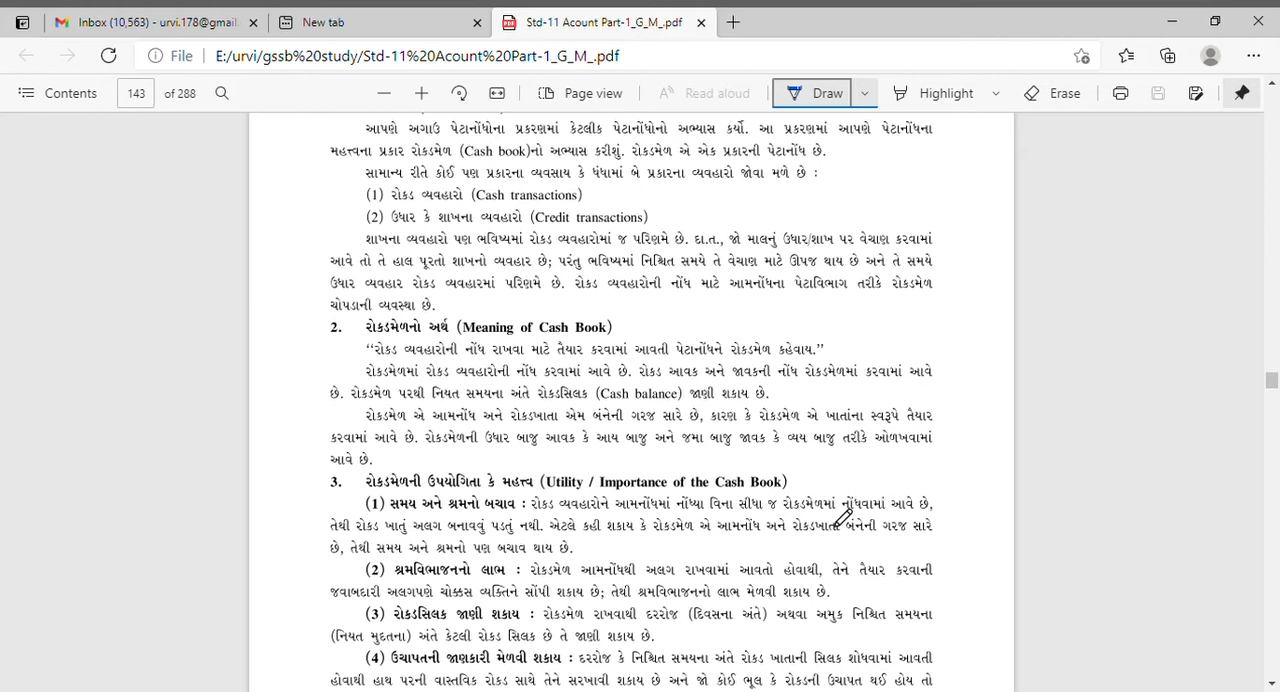 Inbox (10,563) - urvi.178@gmail
New tab
Std-11 Acount Part-1_G_M_.pdf
File E:/urvi/gssb%20study/Std-11%20Acount%20Part-1_G_M_.pdf
Contents 143 of 288 Page view Read aloud Draw Highlight Erase
આપણે અગાઉ પેટાનોંધોના પ્રકરણમાં કેટલીક પેટાનોંધોનો અભ્યાસ કર્યો. આ પ્રકરણમાં આપણે પેટાનોંધના
મહત્ત્વના પ્રકાર રોકડમેળ (Cash book)નો અભ્યાસ કરીશું. રોકડમેળ એ એક પ્રકારની પેટાનોંધ છે.
સામાન્ય રીતે કોઈ પણ પ્રકારના વ્યવસાય કે ધંધામાં બે પ્રકારના વ્યવહારો જોવા મળે છે :
(1) રોકડ વ્યવહારો (Cash transactions)
(2) ઉધાર કે શાખના વ્યવહારો (Credit transactions)
શાખના વ્યવહારો પણ ભવિષ્યમાં રોકડ વ્યવહારોમાં જ પરિણમે છે. દા.ત., જો માલનું ઉધાર/શાખ પર વેચાણ કરવામાં
આવે તો તે હાલ પૂરતો શાખનો વ્યવહાર છે; પરંતુ ભવિષ્યમાં નિશ્ચિત સમયે તે વેચાણ માટે ઊપજ થાય છે અને તે સમયે
ઉધાર વ્યવહાર રોકડ વ્યવહારમાં પરિણમે છે. રોકડ વ્યવહારોની નોંધ માટે આમનોંધના પેટાવિભાગ તરીકે રોકડમેળ
ચોપડાની વ્યવસ્થા છે.
2. રોકડમેળનો અર્થ (Meaning of Cash Book)
‘‘રોકડ વ્યવહારોની નોંધ રાખવા માટે તૈયાર કરવામાં આવતી પેટાનોંધને રોકડમેળ કહેવાય.’’
રોકડમેળમાં રોકડ વ્યવહારોની નોંધ કરવામાં આવે છે. રોકડ આવક અને જાવકની નોંધ રોકડમેળમાં કરવામાં આવે
છે. રોકડમેળ પરથી નિયત સમયના અંતે રોકડસિલક (Cash balance) જાણી શકાય છે.
રોકડમેળ એ આમનોંધ અને રોકડખાતા એમ બંનેની ગરજ સારે છે, કારણ કે રોકડમેળ એ ખાતાંના સ્વરૂપે તૈયાર
કરવામાં આવે છે. રોકડમેળની ઉધાર બાજુ આવક કે આય બાજુ અને જમા બાજુ જાવક કે વ્યય બાજુ તરીકે ઓળખવામાં
આવે છે.
3. રોકડમેળની ઉપયોગિતા કે મહત્ત્વ (Utility / Importance of the Cash Book)
(1) સમય અને શ્રમનો બચાવ : રોકડ વ્યવહારોને આમનોંધમાં નોંધ્યા વિના સીધા જ રોકડમેળમાં નોંધવામાં આવે છે,
તેથી રોકડ ખાતું અલગ બનાવવું પડતું નથી. એટલે કહી શકાય કે રોકડમેળ એ આમનોંધ અને રોકડખાતા બંનેની ગરજ સારે
છે, તેથી સમય અને શ્રમનો પણ બચાવ થાય છે.
(2) શ્રમવિભાજનનો લાભ : રોકડમેળ આમનોંધથી અલગ રાખવામાં આવતો હોવાથી, તેને તૈયાર કરવાની
જવાબદારી અલગપણે ચોક્કસ વ્યક્તિને સોંપી શકાય છે; તેથી શ્રમવિભાજનનો લાભ મેળવી શકાય છે.
(3) રોકડસિલક જાણી શકાય : રોકડમેળ રાખવાથી દરરોજ (દિવસના અંતે) અથવા અમુક નિશ્ચિત સમયના
(નિયત મુદતના) અંતે કેટલી રોકડ સિલક છે તે જાણી શકાય છે.
(4) ઉચાપતની જાણકારી મેળવી શકાય : દરરોજ કે નિશ્ચિત સમયના અંતે રોકડ ખાતાની સિલક શોધવામાં આવતી
હોવાથી હાથ પરની વાસ્તવિક રોકડ સાથે તેને સરખાવી શકાય છે અને જો કોઈ ભૂલ કે રોકડની ઉચાપત થઈ હોય તો